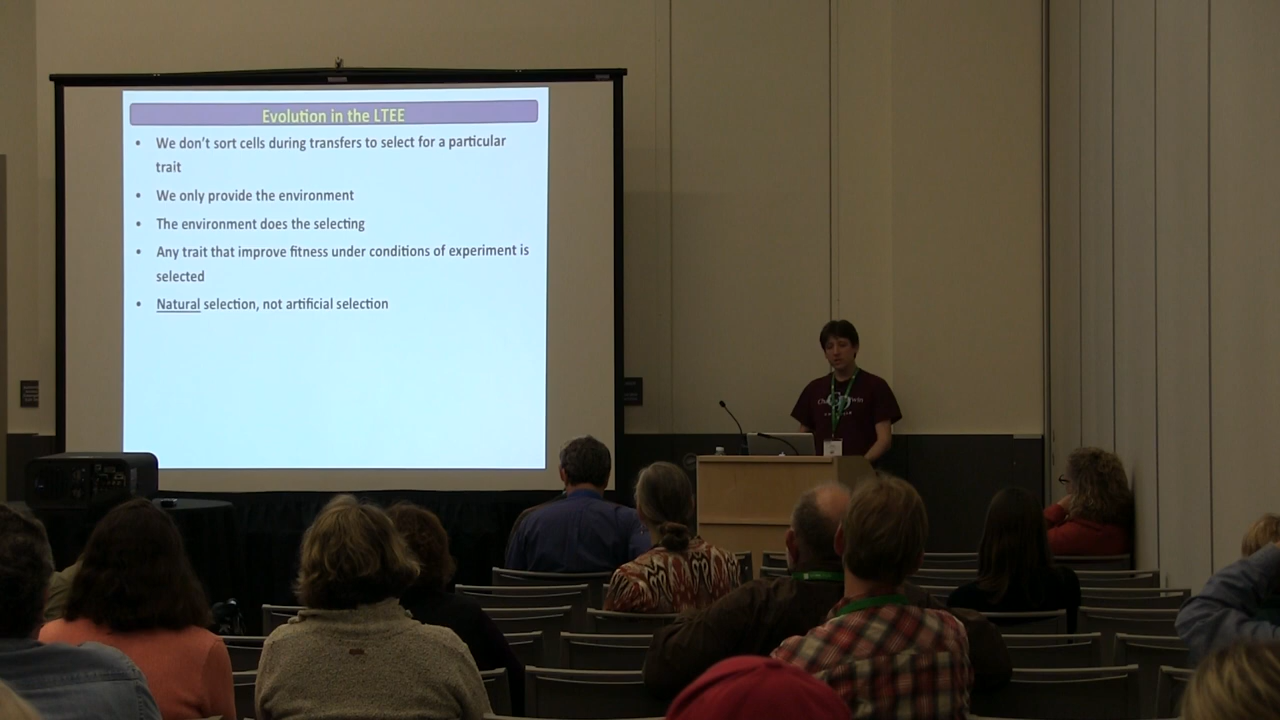 Evolution in the LTEE
• We don't sort cells during transfers to select for a particular
trait
• We only provide the environment
• The environment does the selecting
• Any trait that improve fitness under conditions of experiment is
selected
• Natural selection, not artificial selection